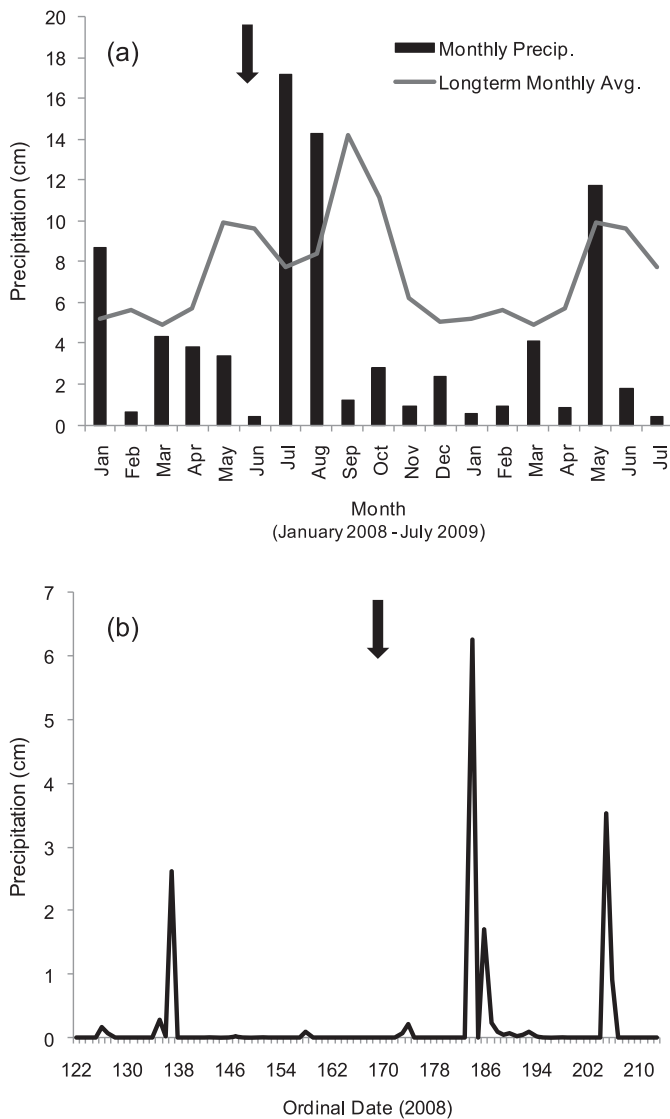 (a)
Monthly Precip.
Longterm Monthly Avg.
Precipitation (cm)
20
18
16
14
12
10
8
6
4
2
0
Jan Feb Mar Apr May Jun Jul Aug Sep Oct Nov Dec Jan Feb Mar Apr May Jun Jul
Month
(January 2008 - July 2009)
(b)
Precipitation (cm)
7
6
5
4
3
2
1
0
122 130 138 146 154 162 170 178 186 194 202 210
Ordinal Date (2008)